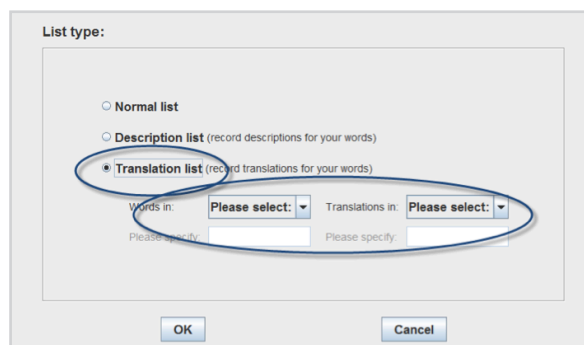 List type:
Normal list
Description list (record descriptions for your words)
Translation list (record translations for your words)
Words in: Please select: Translations in: Please select:
Please specify: Please specify:
OK Cancel